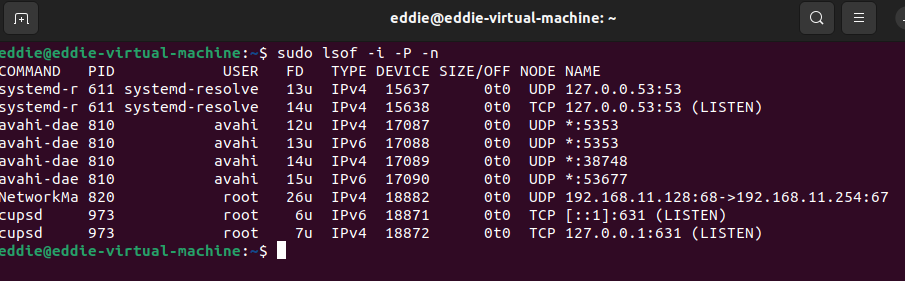 eddie@eddie-virtual-machine: ~
eddie@eddie-virtual-machine:~$ sudo lsof -i -P -n
COMMAND PID USER FD TYPE DEVICE SIZE/OFF NODE NAME
systemd-r 611 systemd-resolve 13u IPv4 15637 0t0 UDP 127.0.0.53:53
systemd-r 611 systemd-resolve 14u IPv4 15638 0t0 TCP 127.0.0.53:53 (LISTEN)
avahi-dae 810 avahi 12u IPv4 17087 0t0 UDP *:5353
avahi-dae 810 avahi 13u IPv6 17088 0t0 UDP *:5353
avahi-dae 810 avahi 14u IPv4 17089 0t0 UDP *:38748
avahi-dae 810 avahi 15u IPv6 17090 0t0 UDP *:53677
NetworkMa 820 root 26u IPv4 18882 0t0 UDP 192.168.11.128:68->192.168.11.254:67
cupsd 973 root 6u IPv6 18871 0t0 TCP [::1]:631 (LISTEN)
cupsd 973 root 7u IPv4 18872 0t0 TCP 127.0.0.1:631 (LISTEN)
eddie@eddie-virtual-machine:~$